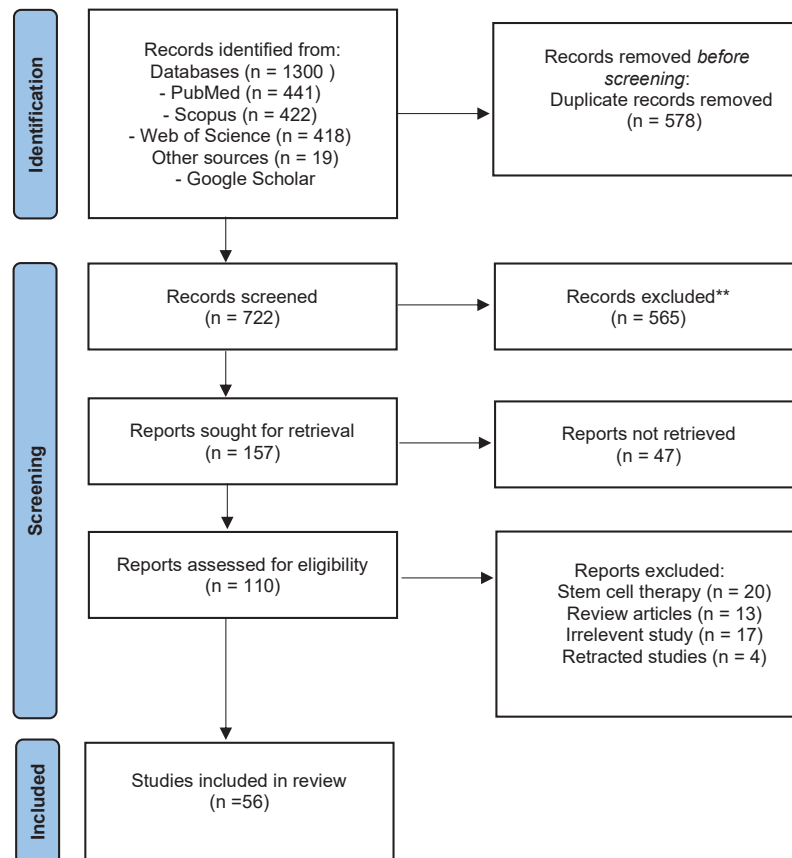 Identification
Records identified from:
Databases (n = 1300 )
- PubMed (n = 441)
- Scopus (n = 422)
- Web of Science (n = 418)
Other sources (n = 19)
- Google Scholar
Records removed before
screening:
Duplicate records removed
(n = 578)
Screening
Records screened
(n = 722)
Records excluded**
(n = 565)
Reports sought for retrieval
(n = 157)
Reports not retrieved
(n = 47)
Reports assessed for eligibility
(n = 110)
Reports excluded:
Stem cell therapy (n = 20)
Review articles (n = 13)
Irrelevent study (n = 17)
Retracted studies (n = 4)
Included
Studies included in review
(n =56)